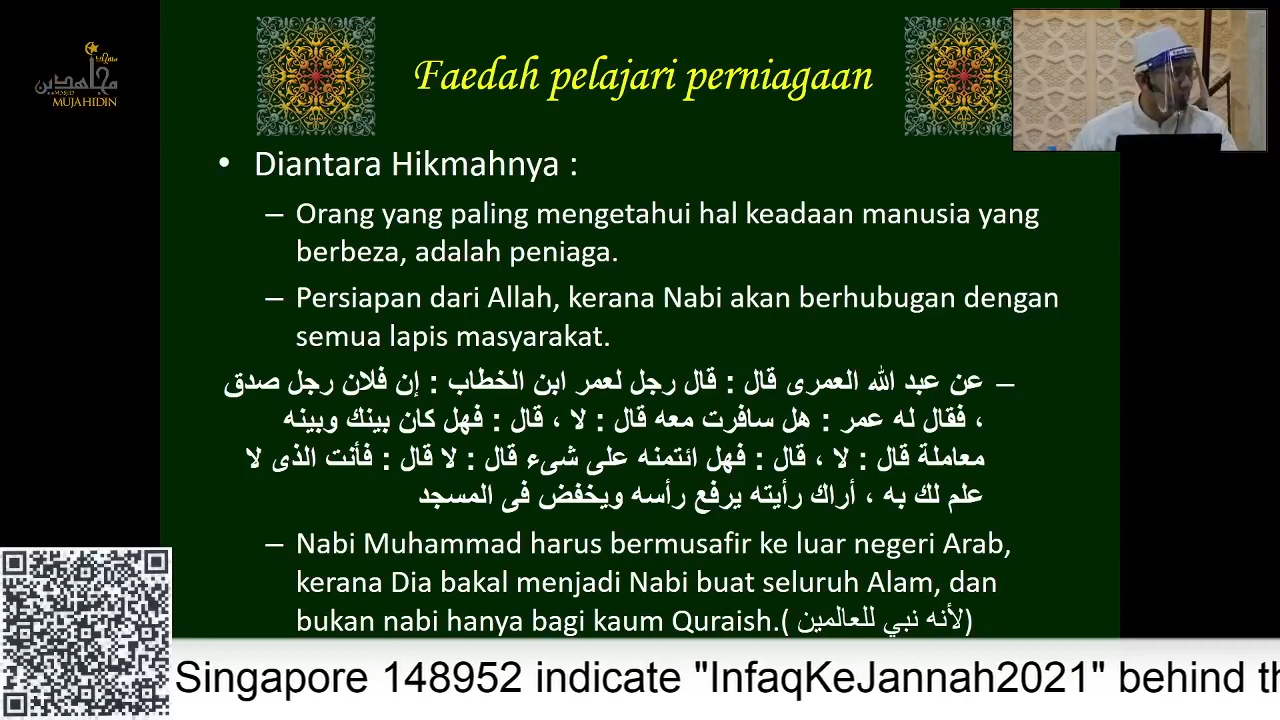 مجاهدين
MASJID
MUJAHIDIN
Faedah pelajari perniagaan
• Diantara Hikmahnya :
– Orang yang paling mengetahui hal keadaan manusia yang
berbeza, adalah peniaga.
– Persiapan dari Allah, kerana Nabi akan berhubugan dengan
semua lapis masyarakat.
– عن عبد الله العمرى قال : قال رجل لعمر ابن الخطاب : إن فلان رجل صدق
، فقال له عمر : هل سافرت معه قال : لا ، قال : فهل كان بينك وبينه
معاملة قال : لا ، قال : فهل ائتمنه على شىء قال : لا قال : فأنت الذى لا
علم لك به ، أراك رأيته يرفع رأسه ويخفض فى المسجد
– Nabi Muhammad harus bermusafir ke luar negeri Arab,
kerana Dia bakal menjadi Nabi buat seluruh Alam, dan
bukan nabi hanya bagi kaum Quraish.( لأنه نبي للعالمين)
Singapore 148952 indicate "InfaqKeJannah2021" behind th